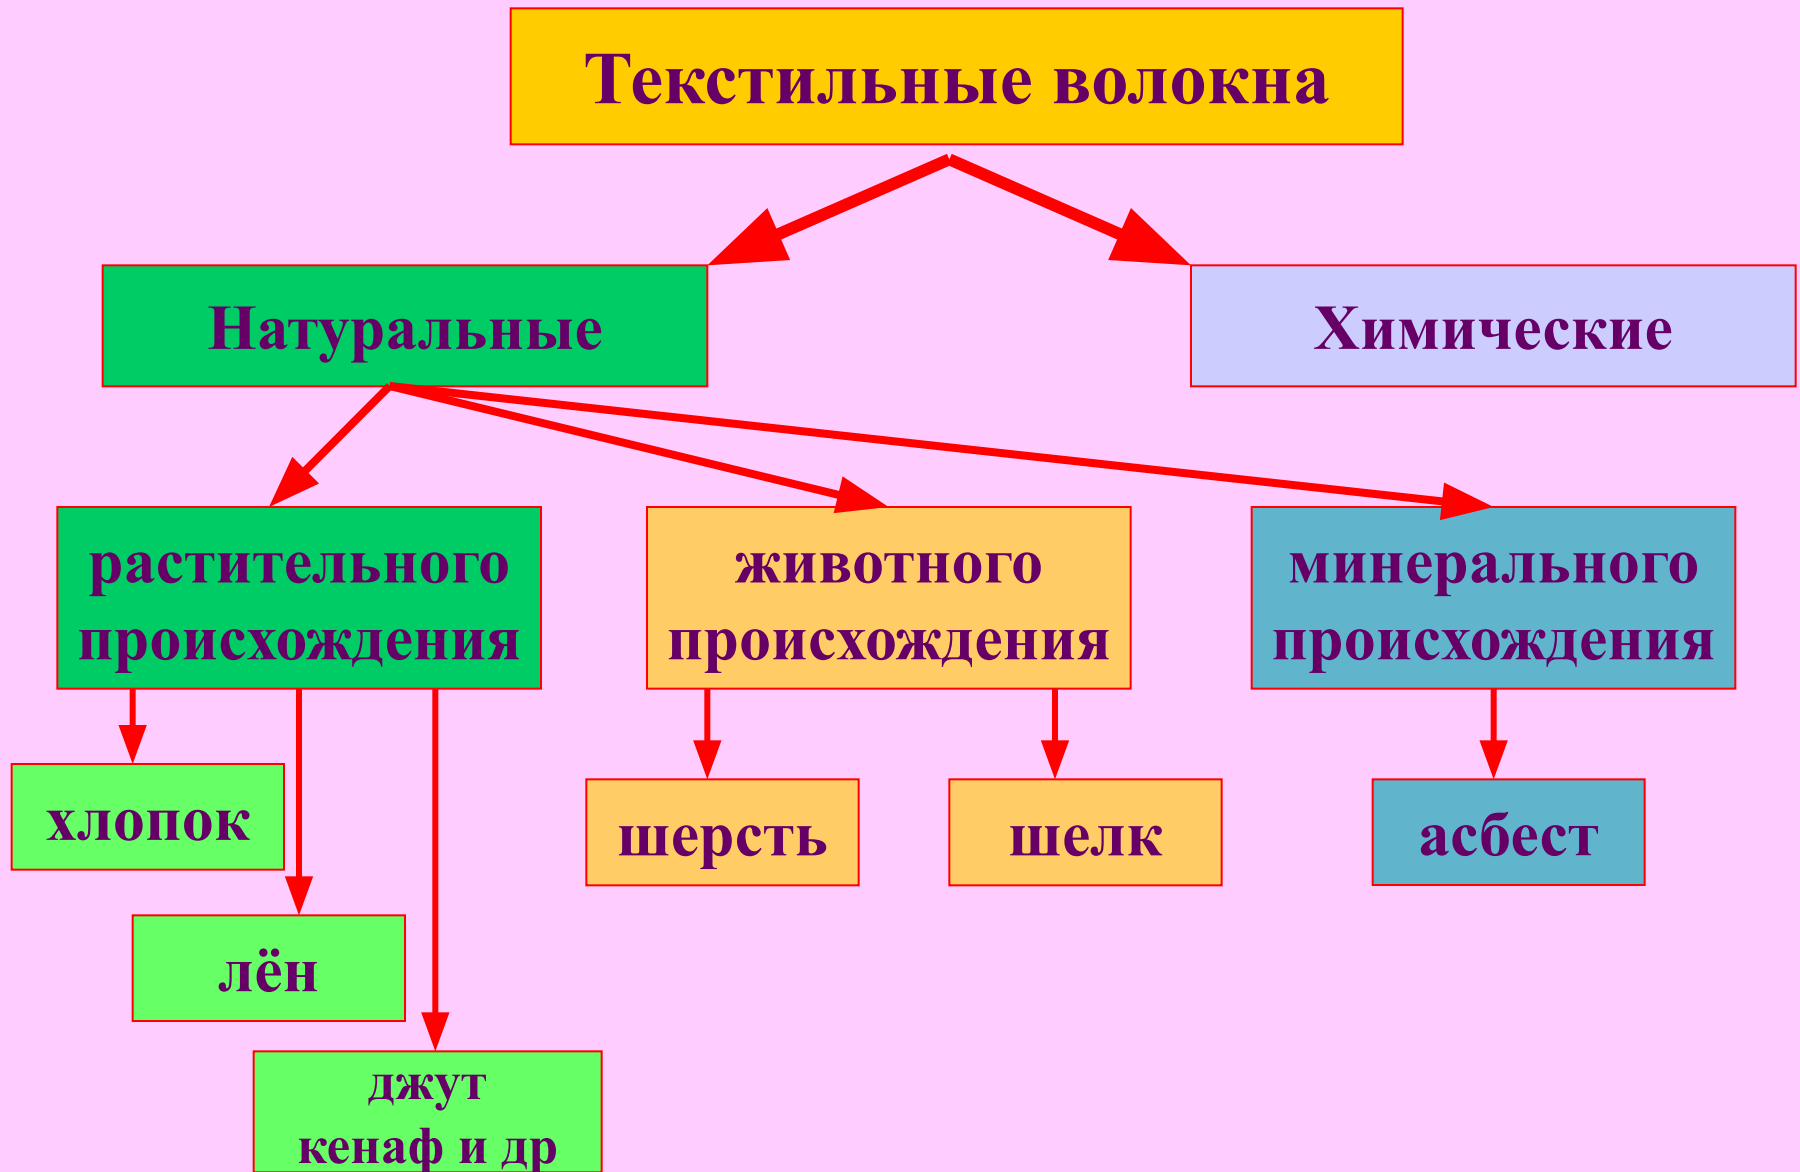 Текстильные волокна
Натуральные
Химические
растительного
происхождения
животного
происхождения
минерального
происхождения
хлопок
шерсть
шелк
асбест
лён
джут
кенаф и др